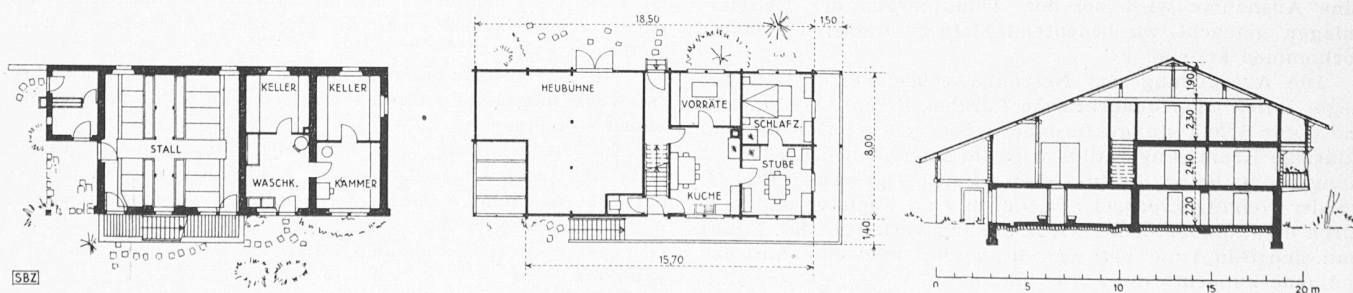 KELLER
KELLER
STALL
WASCHK.
KAMMER
SBZ
18,50
1,50
HEUBÜHNE
VORRÄTE
SCHLAFZ.
STUBE
KÜCHE
8,00
1,40
15,70
1,90
2,30
2,40
2,20
0 5 10 15 20 m